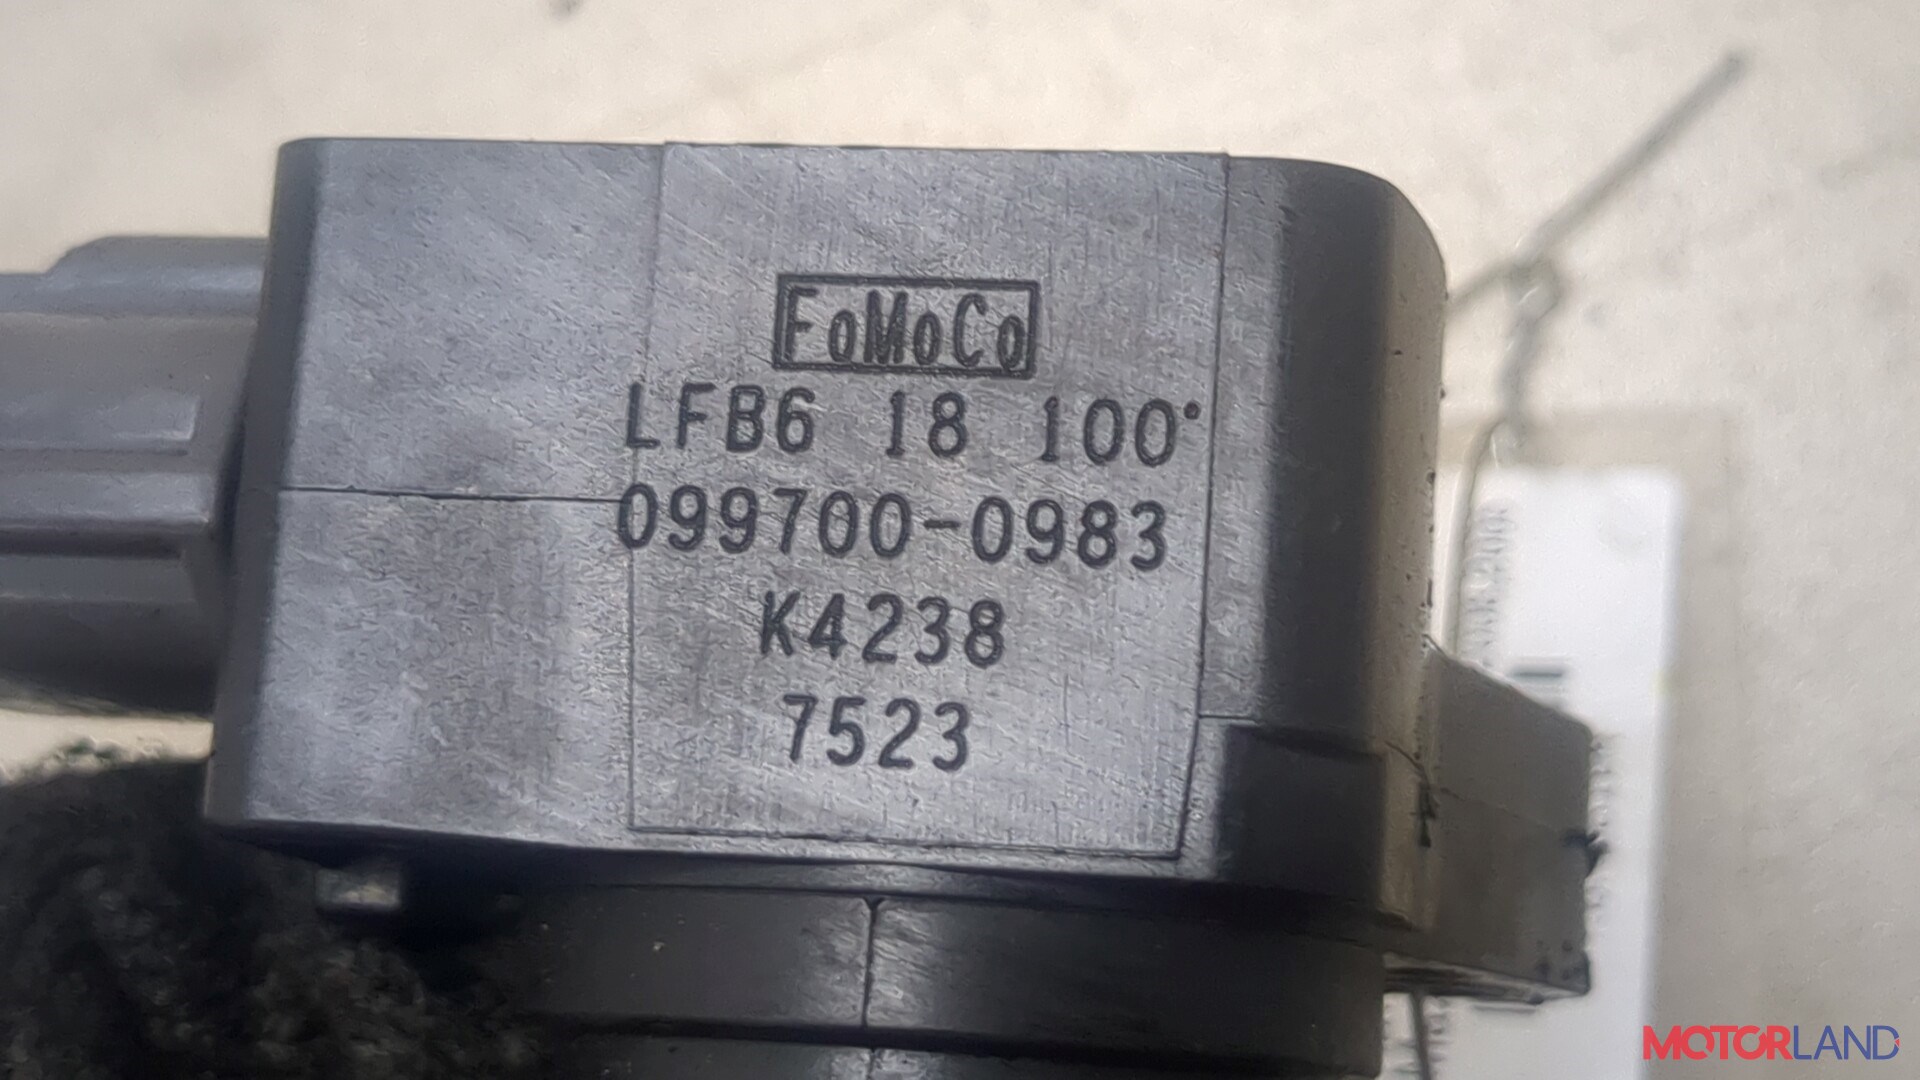 FoMoCo
LFB6 18 100°
099700-0983
K4238
7523
MOTORLAND